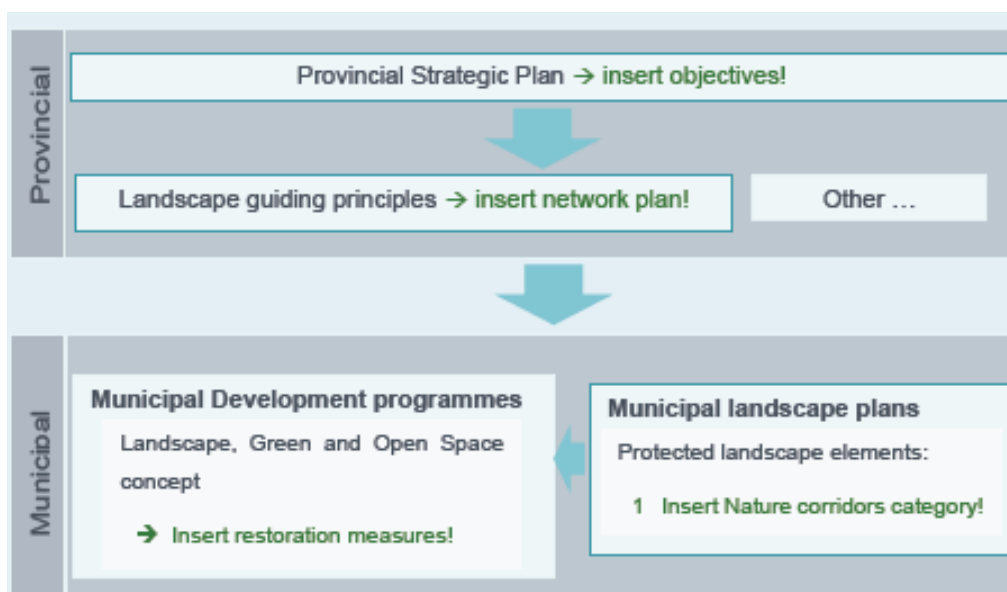 Provincial
Provincial Strategic Plan → insert objectives!
Landscape guiding principles → insert network plan!
Other ...
Municipal
Municipal Development programmes
Landscape, Green and Open Space
concept
→ Insert restoration measures!
Municipal landscape plans
Protected landscape elements:
1 Insert Nature corridors category!